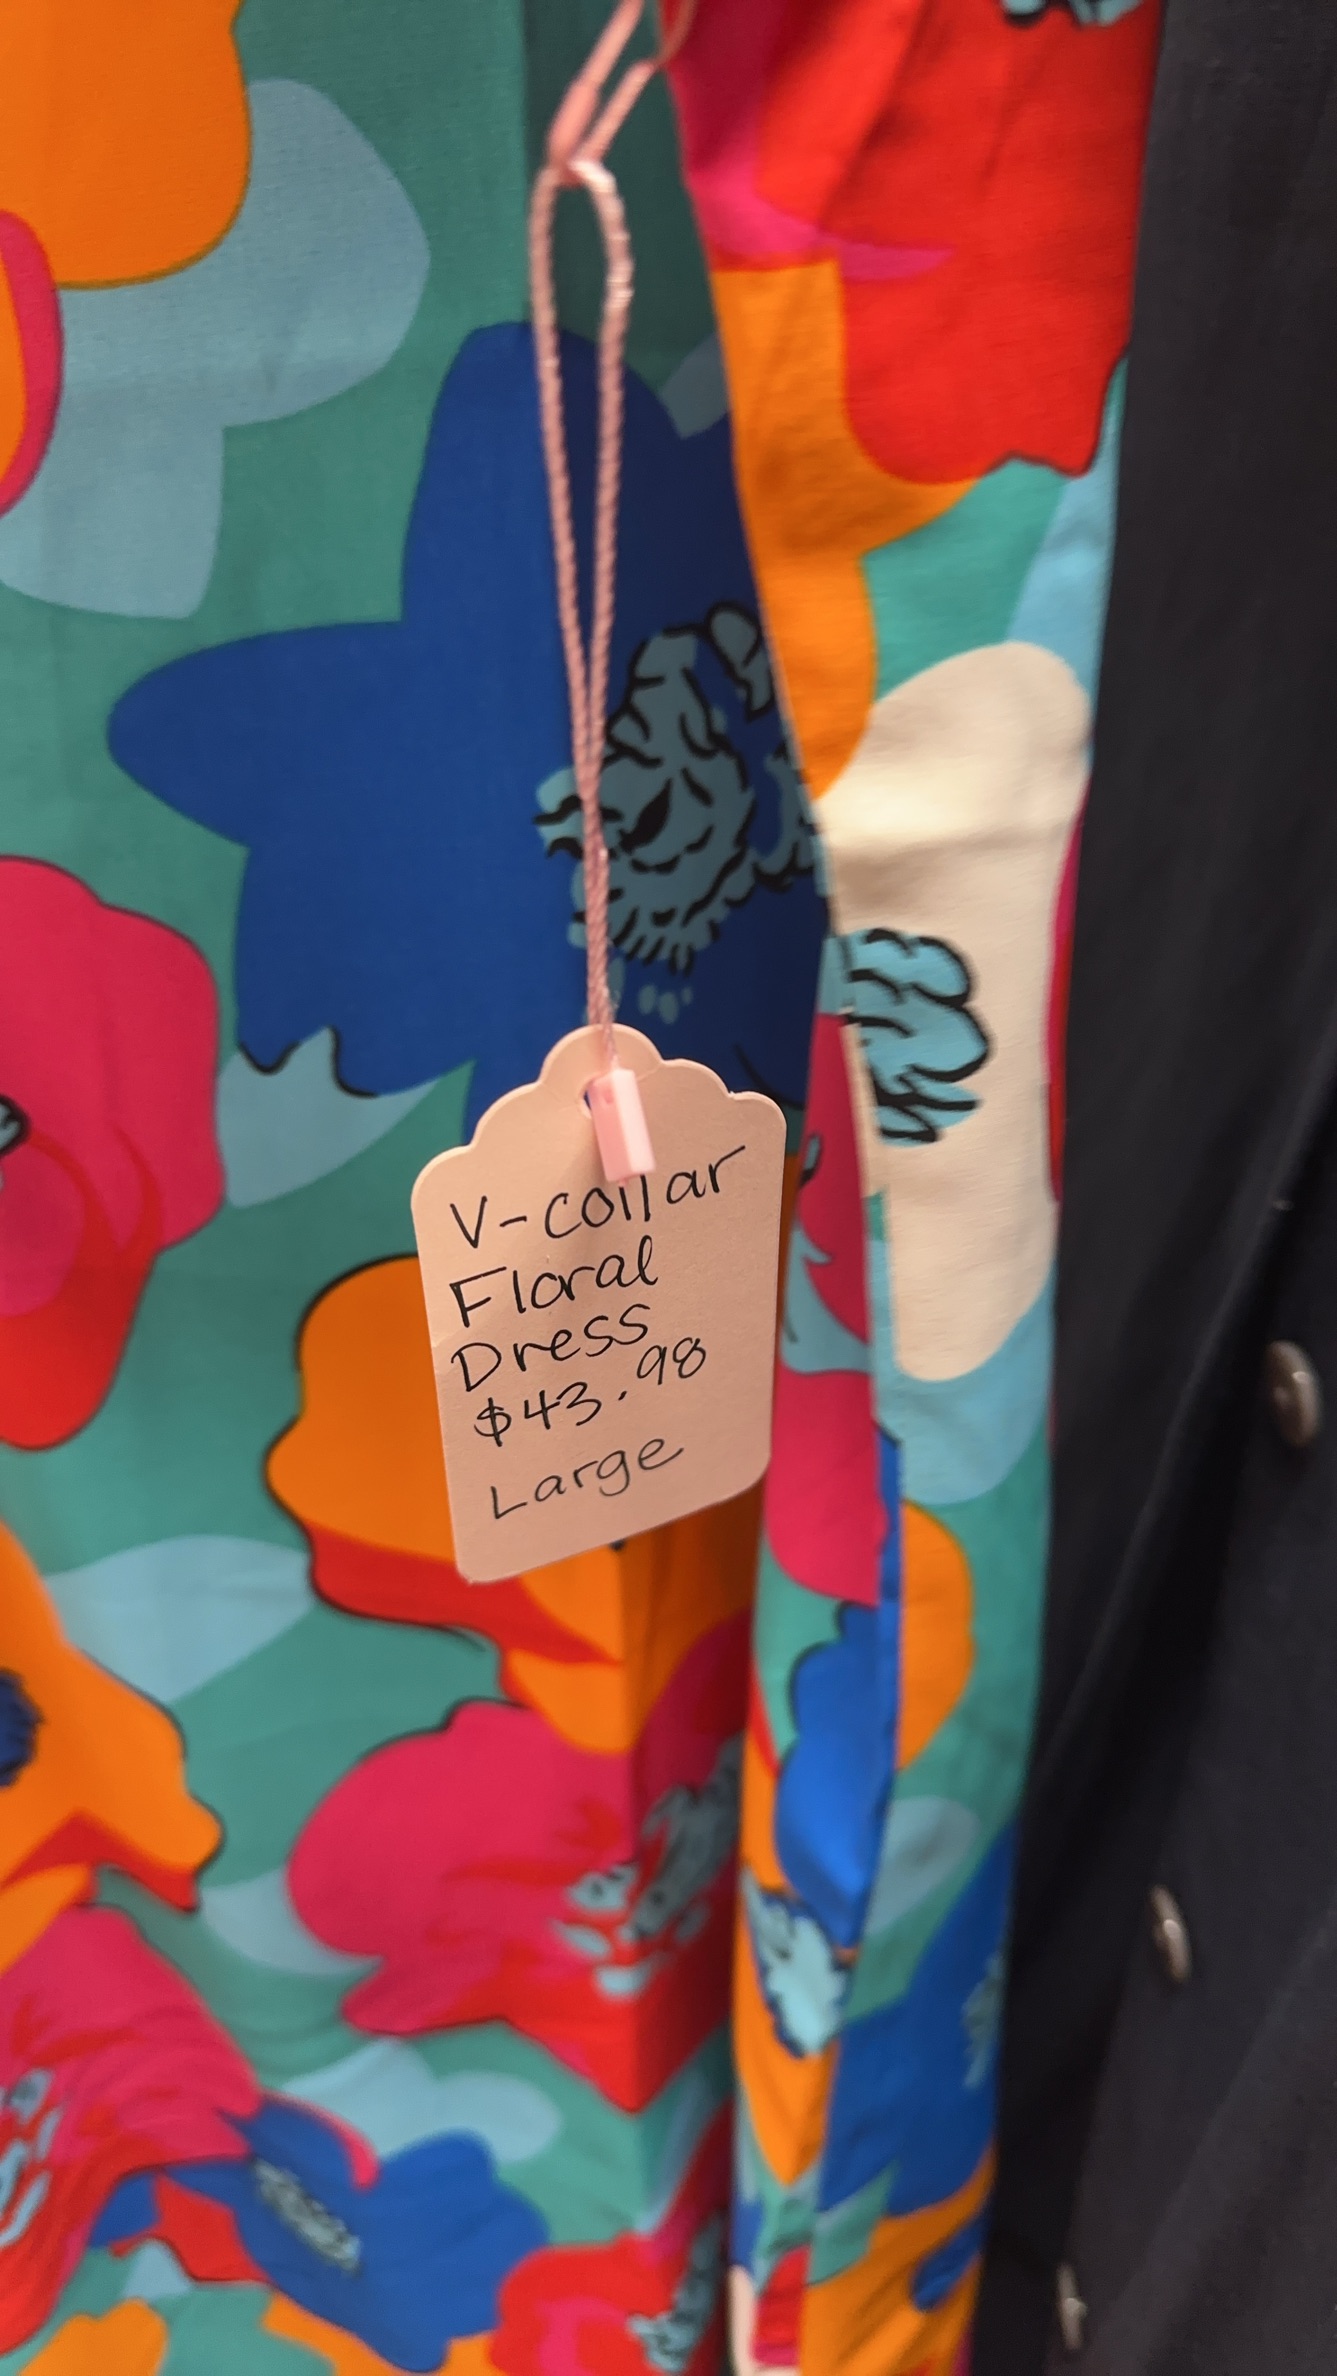 V-collar
Floral
Dress
$43.98
Large